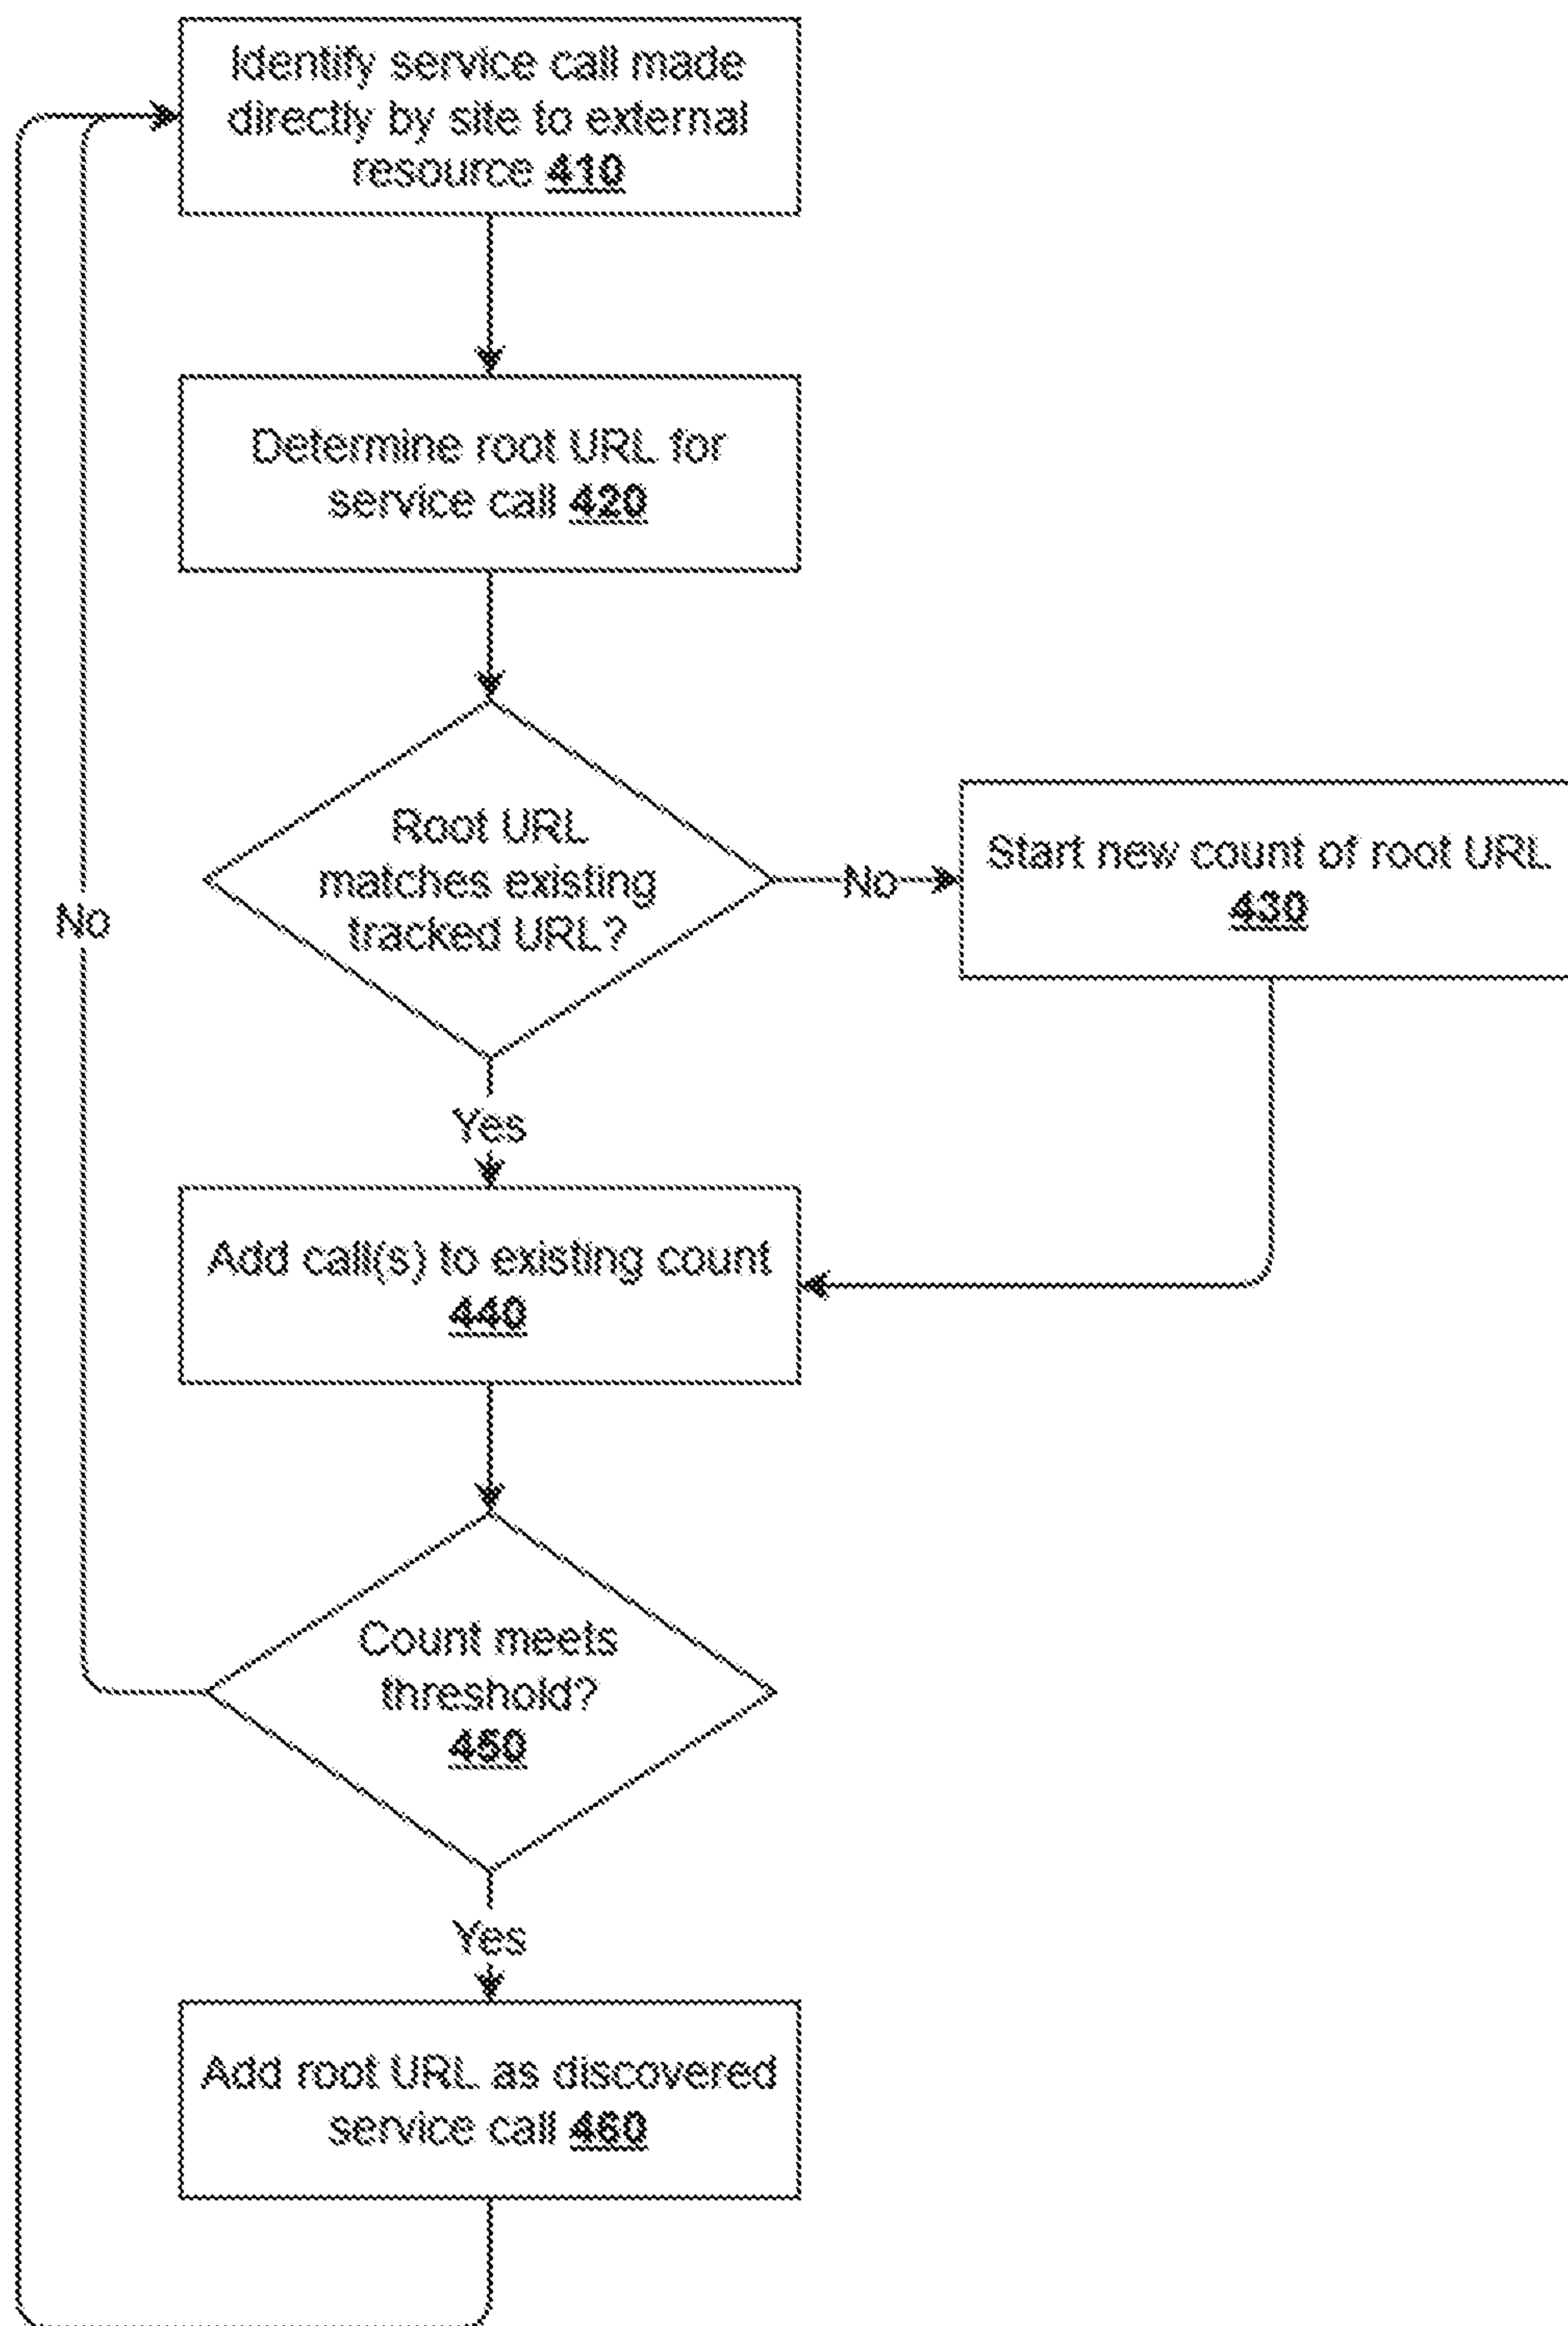 Identify service call made
directly by site to external
resource 410
Determine root URL for
service call 420
Root URL
matches existing
tracked URL?
No
Start new count of root URL
430
No
Yes
Add call(s) to existing count
440
Count meets
threshold?
450
Yes
Add root URL as discovered
service call 460